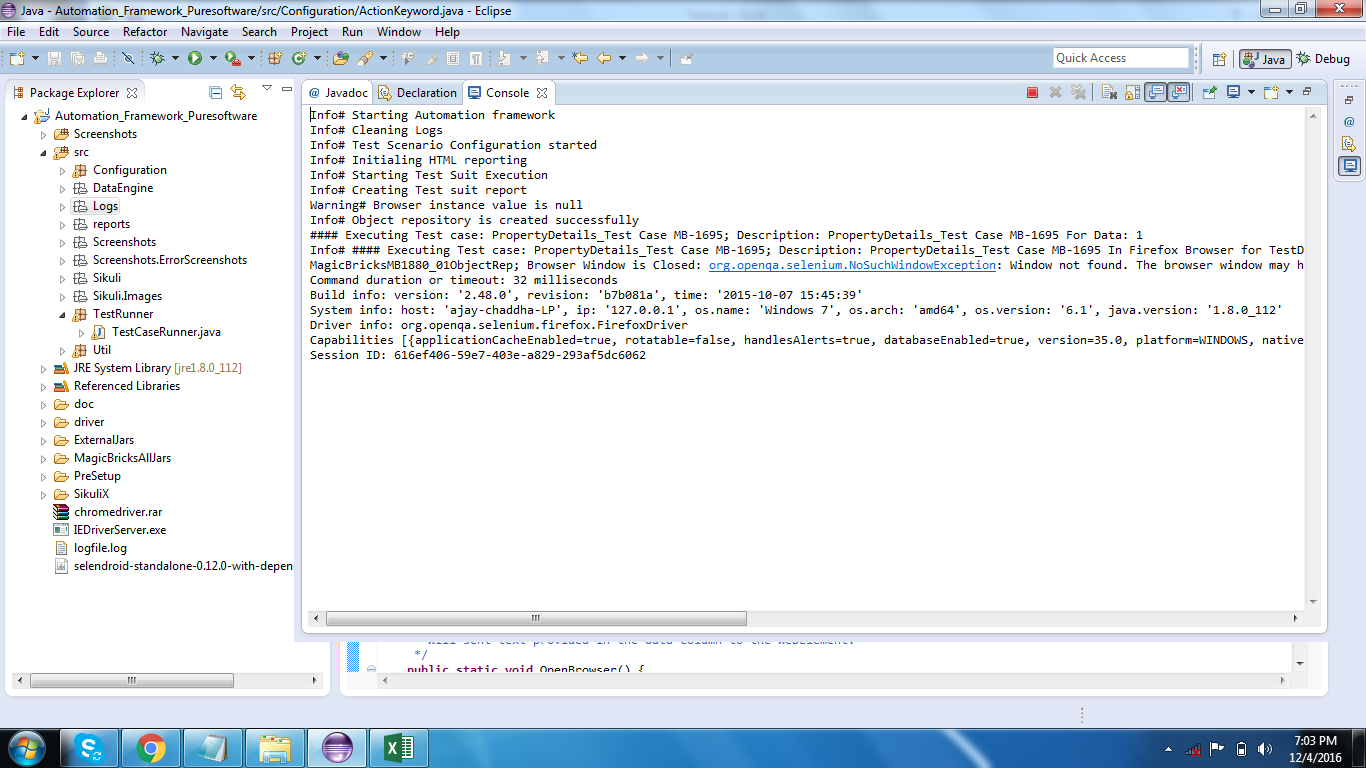 Java - Automation_Framework_Puresoftware/src/Configuration/ActionKeyword.java - Eclipse
File Edit Source Refactor Navigate Search Project Run Window Help
Quick Access
Java
Debug
Package Explorer
Automation_Framework_Puresoftware
Screenshots
src
Configuration
DataEngine
Logs
reports
Screenshots
Screenshots.ErrorScreenshots
Sikuli
Sikuli.Images
TestRunner
TestCaseRunner.java
Util
JRE System Library [jre1.8.0_112]
Referenced Libraries
doc
driver
ExternalJars
MagicBricksAllJars
PreSetup
SikuliX
chromedriver.rar
IEDriverServer.exe
logfile.log
selendroid-standalone-0.12.0-with-depen
@ Javadoc Declaration Console
Info# Starting Automation framework
Info# Cleaning Logs
Info# Test Scenario Configuration started
Info# Initialing HTML reporting
Info# Starting Test Suit Execution
Info# Creating Test suit report
Warning# Browser instance value is null
Info# Object repository is created successfully
#### Executing Test case: PropertyDetails_Test Case MB-1695; Description: PropertyDetails_Test Case MB-1695 For Data: 1
Info# #### Executing Test case: PropertyDetails_Test Case MB-1695; Description: PropertyDetails_Test Case MB-1695 In Firefox Browser for TestD
MagicBricksMB1880_01ObjectRep; Browser Window is Closed: org.openqa.selenium.NoSuchWindowException: Window not found. The browser window may h
Command duration or timeout: 32 milliseconds
Build info: version: '2.48.0', revision: 'b7b081a', time: '2015-10-07 15:45:39'
System info: host: 'ajay-chaddha-LP', ip: '127.0.0.1', os.name: 'Windows 7', os.arch: 'amd64', os.version: '6.1', java.version: '1.8.0_112'
Driver info: org.openqa.selenium.firefox.FirefoxDriver
Capabilities [{applicationCacheEnabled=true, rotatable=false, handlesAlerts=true, databaseEnabled=true, version=35.0, platform=WINDOWS, native
Session ID: 616ef406-59e7-403e-a829-293af5dc6062
will sent text provided in the data column to the WebElement.
*/
public static void OpenBrowser() {
7:03 PM
12/4/2016